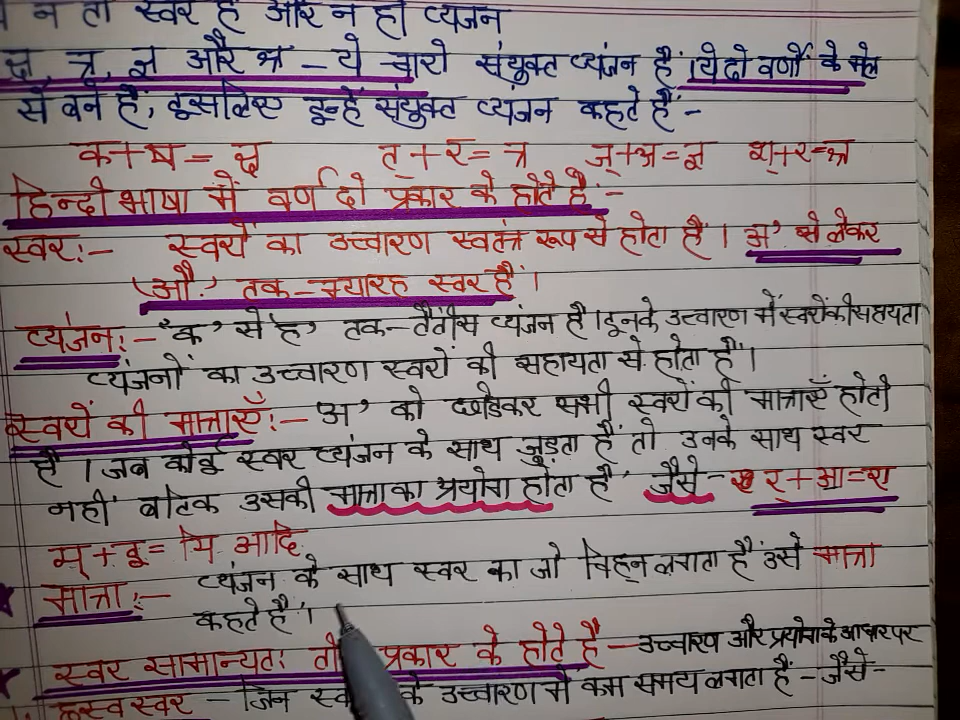 न तो स्वर है और न ही व्यंजन
क्ष, त्र, ज्ञ और श्र - ये चारो संयुक्त व्यंजन हैं। ये दो वर्णों के मेल
से बने हैं, इसलिए इन्हें संयुक्त व्यंजन कहते हैं -
क + ष = क्ष त् + र = त्र ज् + अ = ज्ञ श् + र = श्र
हिन्दी भाषा में वर्ण दो प्रकार के होते हैं -
स्वर :- स्वरों का उच्चारण स्वतंत्र रूप से होता है। 'अ' से लेकर
'औ' तक - ग्यारह स्वर हैं।
व्यंजन :- 'क' से 'ह' तक - तैंतीस व्यंजन है। इनके उच्चारण में स्वरों की सहायता
व्यंजनों का उच्चारण स्वरों की सहायता से होता है।
स्वरों की मात्राएँ :- 'अ' को सभी स्वरों की मात्राएँ होती
है। जब कोई स्वर व्यंजन के साथ जुड़ता हैं तो उनके साथ स्वर
नहीं बल्कि उसकी मात्रा का प्रयोग होता है जैसे - र् + आ = रा
म् + इ = मि आदि
मात्रा :- व्यंजन के साथ स्वर का जो चिह्न लगाता हैं उसे मात्रा
कहते है।
स्वर सामान्यतः प्रकार के होते है - उच्चारण और प्रयोग के आधार पर
ह्रस्व स्वर - जिन के उच्चारण में कम समय लगाता हैं - जैसे -